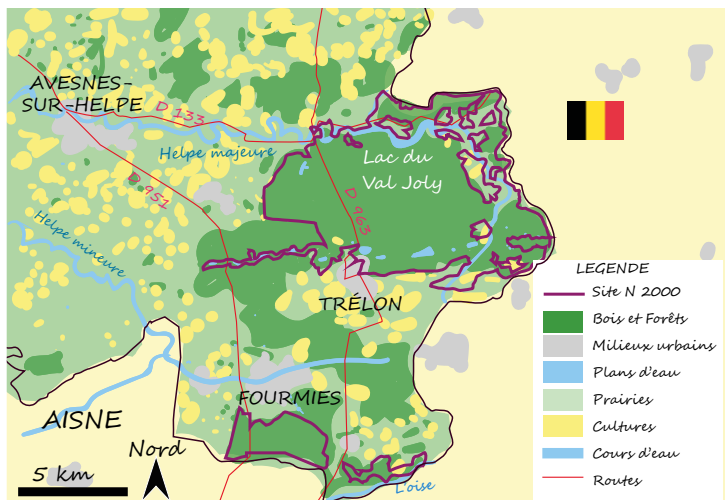 AVESNES-
SUR-HELPE
D 133
Helpe majeure
Lac du
Val Joly
D 951
D 963
Helpe mineure
TRÉLON
FOURMIES
AISNE
Nord
5 km
L'oise
LEGENDE
Site N 2000
Bois et Forêts
Milieux urbains
Plans d'eau
Prairies
Cultures
Cours d'eau
Routes